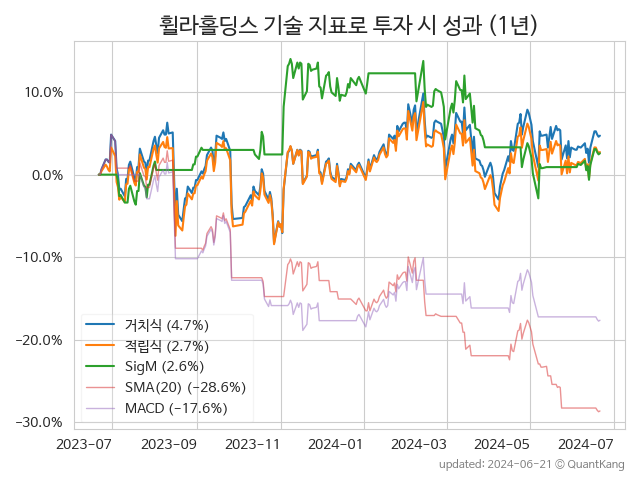 휠라홀딩스 기술 지표로 투자 시 성과 (1년)
10.0%
0.0%
−10.0%
−20.0%
−30.0%
거치식 (4.7%)
적립식 (2.7%)
SigM (2.6%)
SMA(20) (−28.6%)
MACD (−17.6%)
2023-07 2023-09 2023-11 2024-01 2024-03 2024-05 2024-07
updated: 2024-06-21 © QuantKang